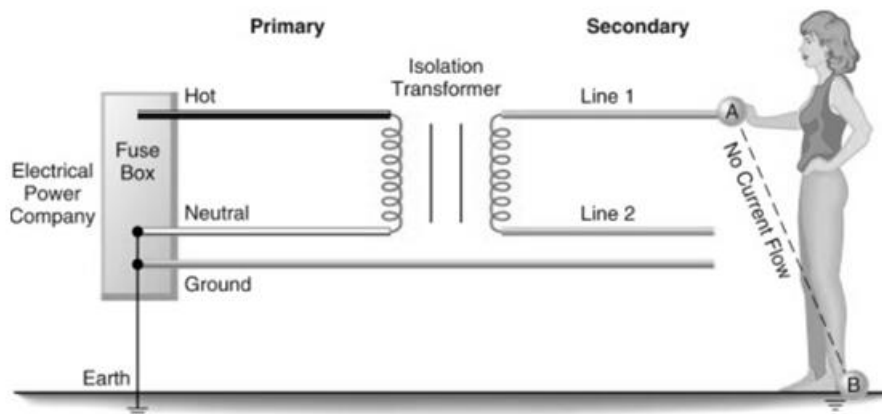 Primary
Secondary
Isolation
Transformer
Hot
Line 1
A
Fuse
Box
Electrical
Power
Company
Neutral
Line 2
No Current Flow
Ground
Earth
B